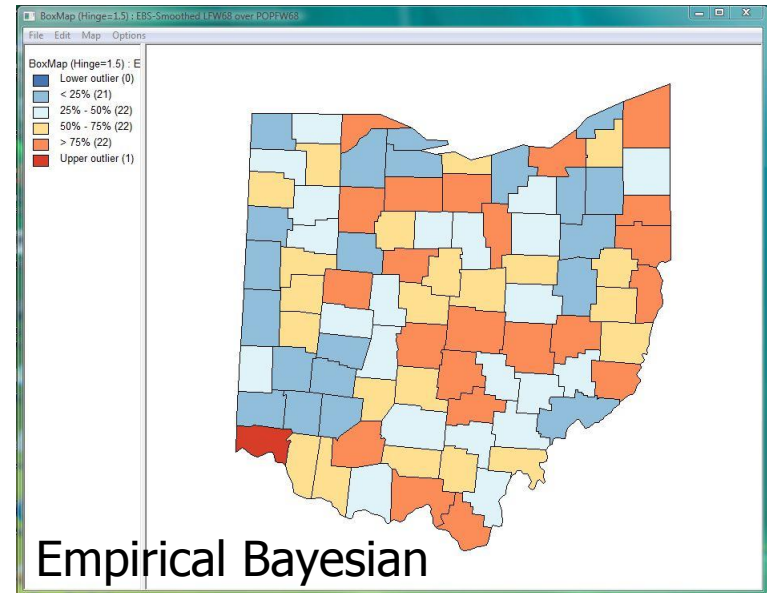 BoxMap (Hinge=1.5) : EBS-Smoothed LFW68 over POPFW68
File Edit Map Options
BoxMap (Hinge=1.5) : E
Lower outlier (0)
< 25% (21)
25% - 50% (22)
50% - 75% (22)
> 75% (22)
Upper outlier (1)
Empirical Bayesian